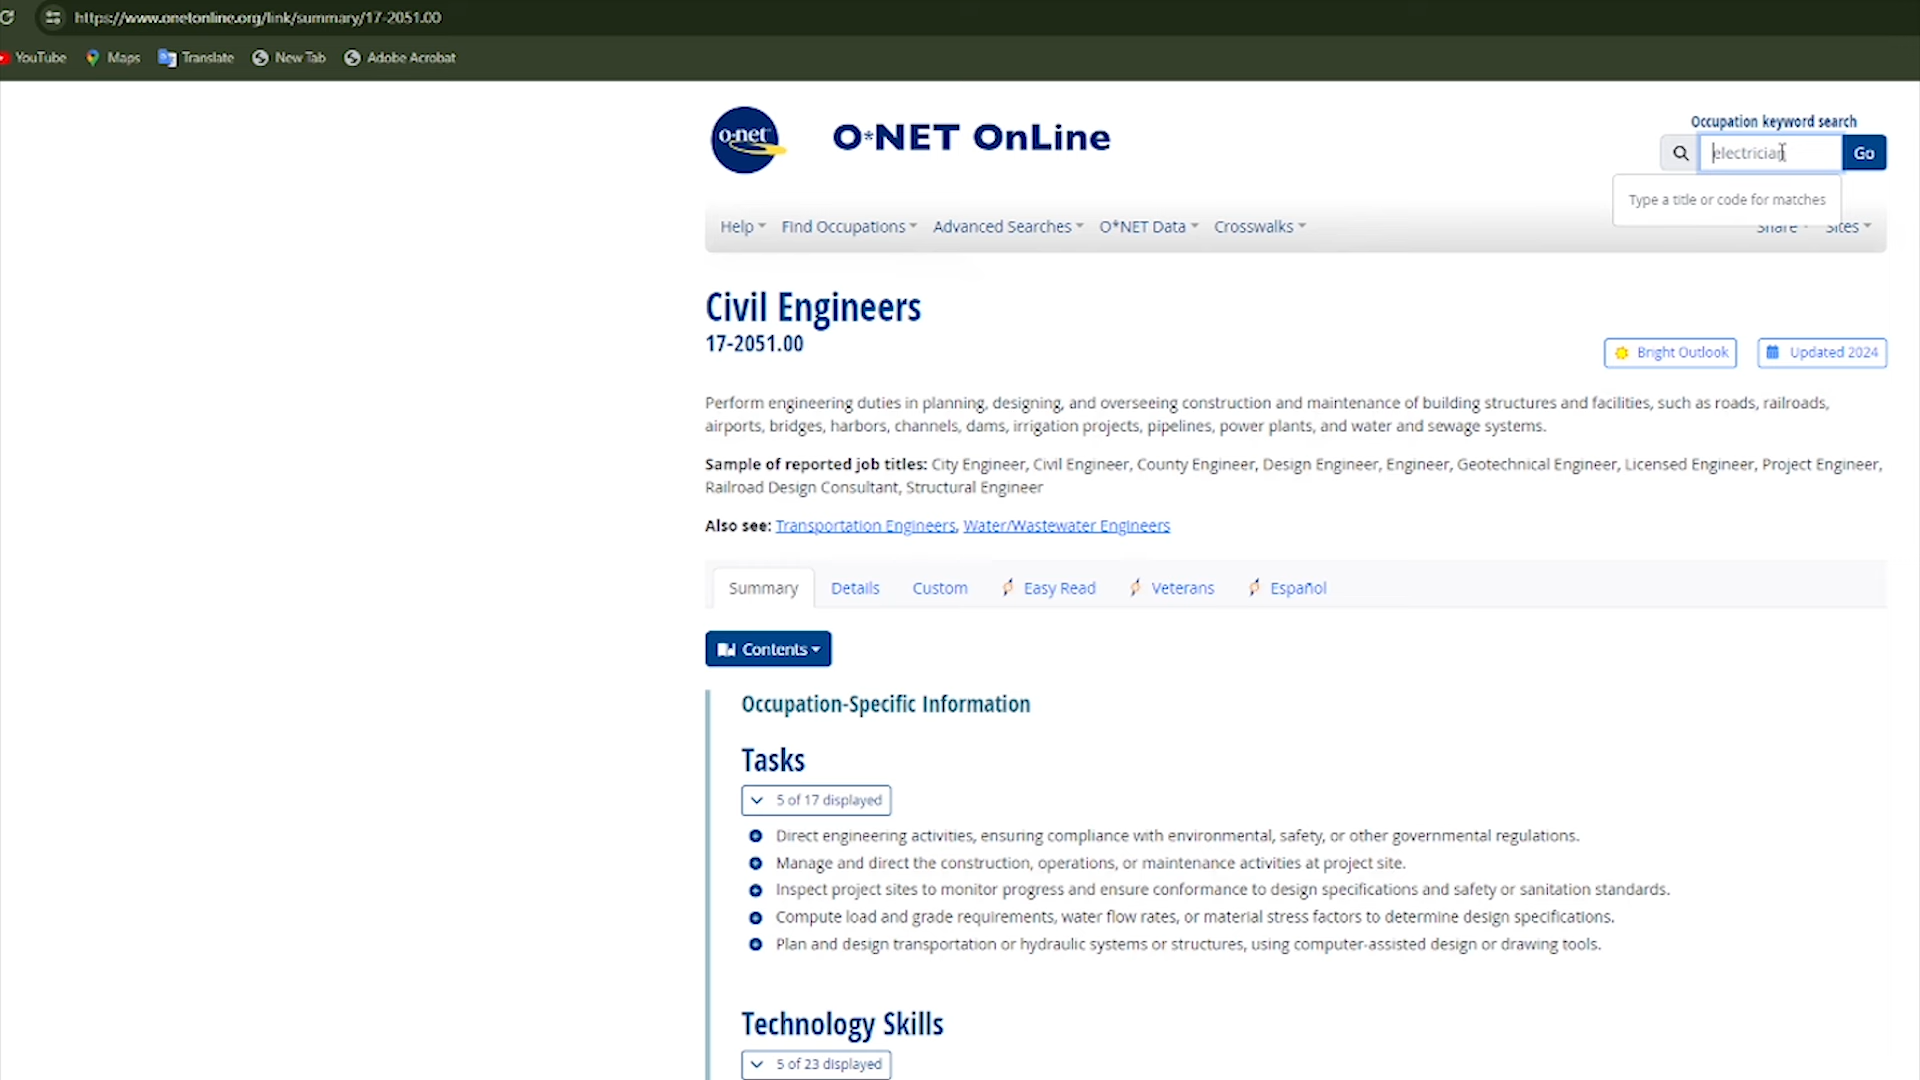 https://www.onetonline.org/link/summary/17-2051.00
YouTube Maps Translate New Tab Adobe Acrobat
o·net O*NET OnLine
Occupation keyword search
electrician Go
Type a title or code for matches
Help Find Occupations Advanced Searches O*NET Data Crosswalks Share Sites
Civil Engineers
17-2051.00
Bright Outlook Updated 2024
Perform engineering duties in planning, designing, and overseeing construction and maintenance of building structures and facilities, such as roads, railroads,
airports, bridges, harbors, channels, dams, irrigation projects, pipelines, power plants, and water and sewage systems.
Sample of reported job titles: City Engineer, Civil Engineer, County Engineer, Design Engineer, Engineer, Geotechnical Engineer, Licensed Engineer, Project Engineer,
Railroad Design Consultant, Structural Engineer
Also see: Transportation Engineers, Water/Wastewater Engineers
Summary Details Custom Easy Read Veterans Español
Contents
Occupation-Specific Information
Tasks
5 of 17 displayed
Direct engineering activities, ensuring compliance with environmental, safety, or other governmental regulations.
Manage and direct the construction, operations, or maintenance activities at project site.
Inspect project sites to monitor progress and ensure conformance to design specifications and safety or sanitation standards.
Compute load and grade requirements, water flow rates, or material stress factors to determine design specifications.
Plan and design transportation or hydraulic systems or structures, using computer-assisted design or drawing tools.
Technology Skills
5 of 23 displayed